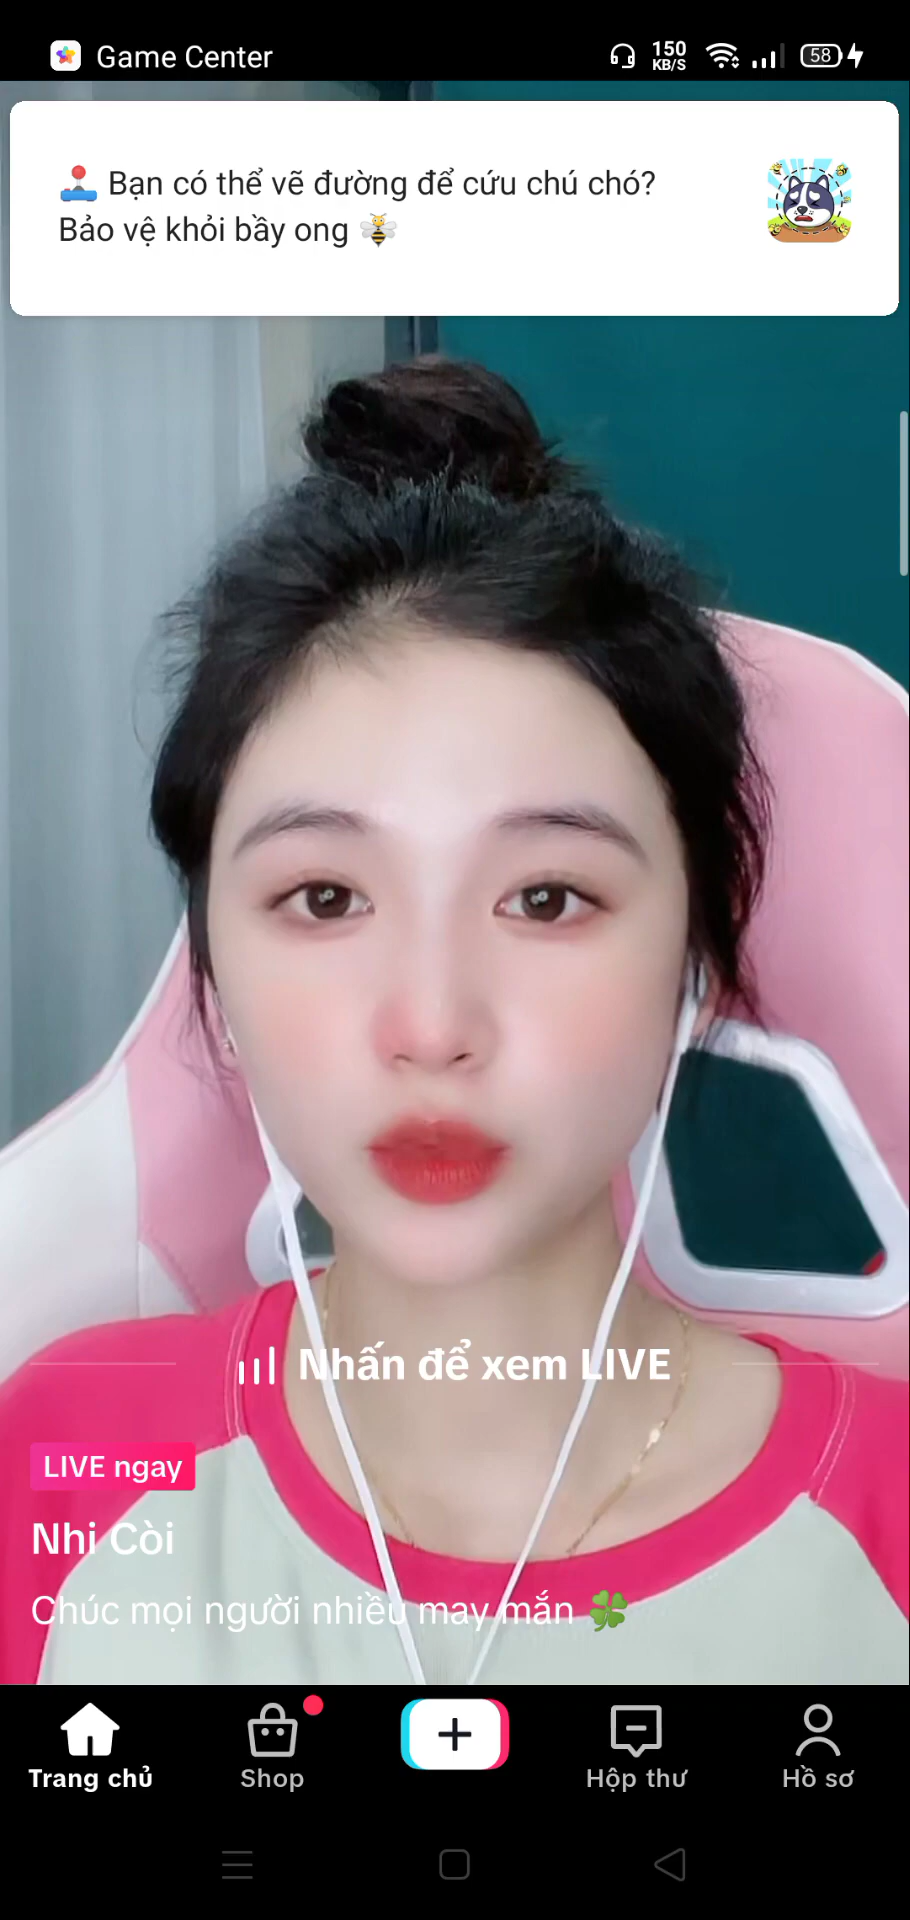 Game Center
150
KB/S
58
🕹️ Bạn có thể vẽ đường để cứu chú chó?
Bảo vệ khỏi bầy ong 🐝
Nhấn để xem LIVE
LIVE ngay
Nhi Còi
Chúc mọi người nhiều may mắn 🍀
Trang chủ
Shop
Hộp thư
Hồ sơ